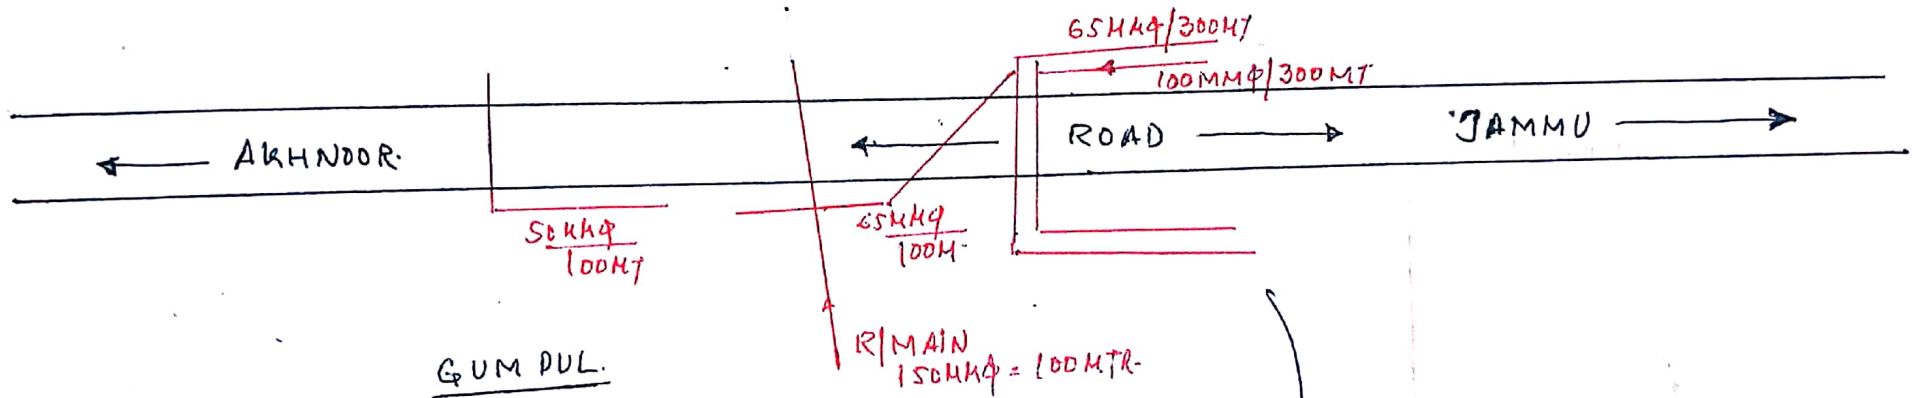 65MMφ/300MT
100MMφ/300MT
AKHNOOR.
ROAD
JAMMU
50MMφ
100MT
65MMφ
100M.
R/MAIN
150MMφ = 100MTR.
GUM PUL.